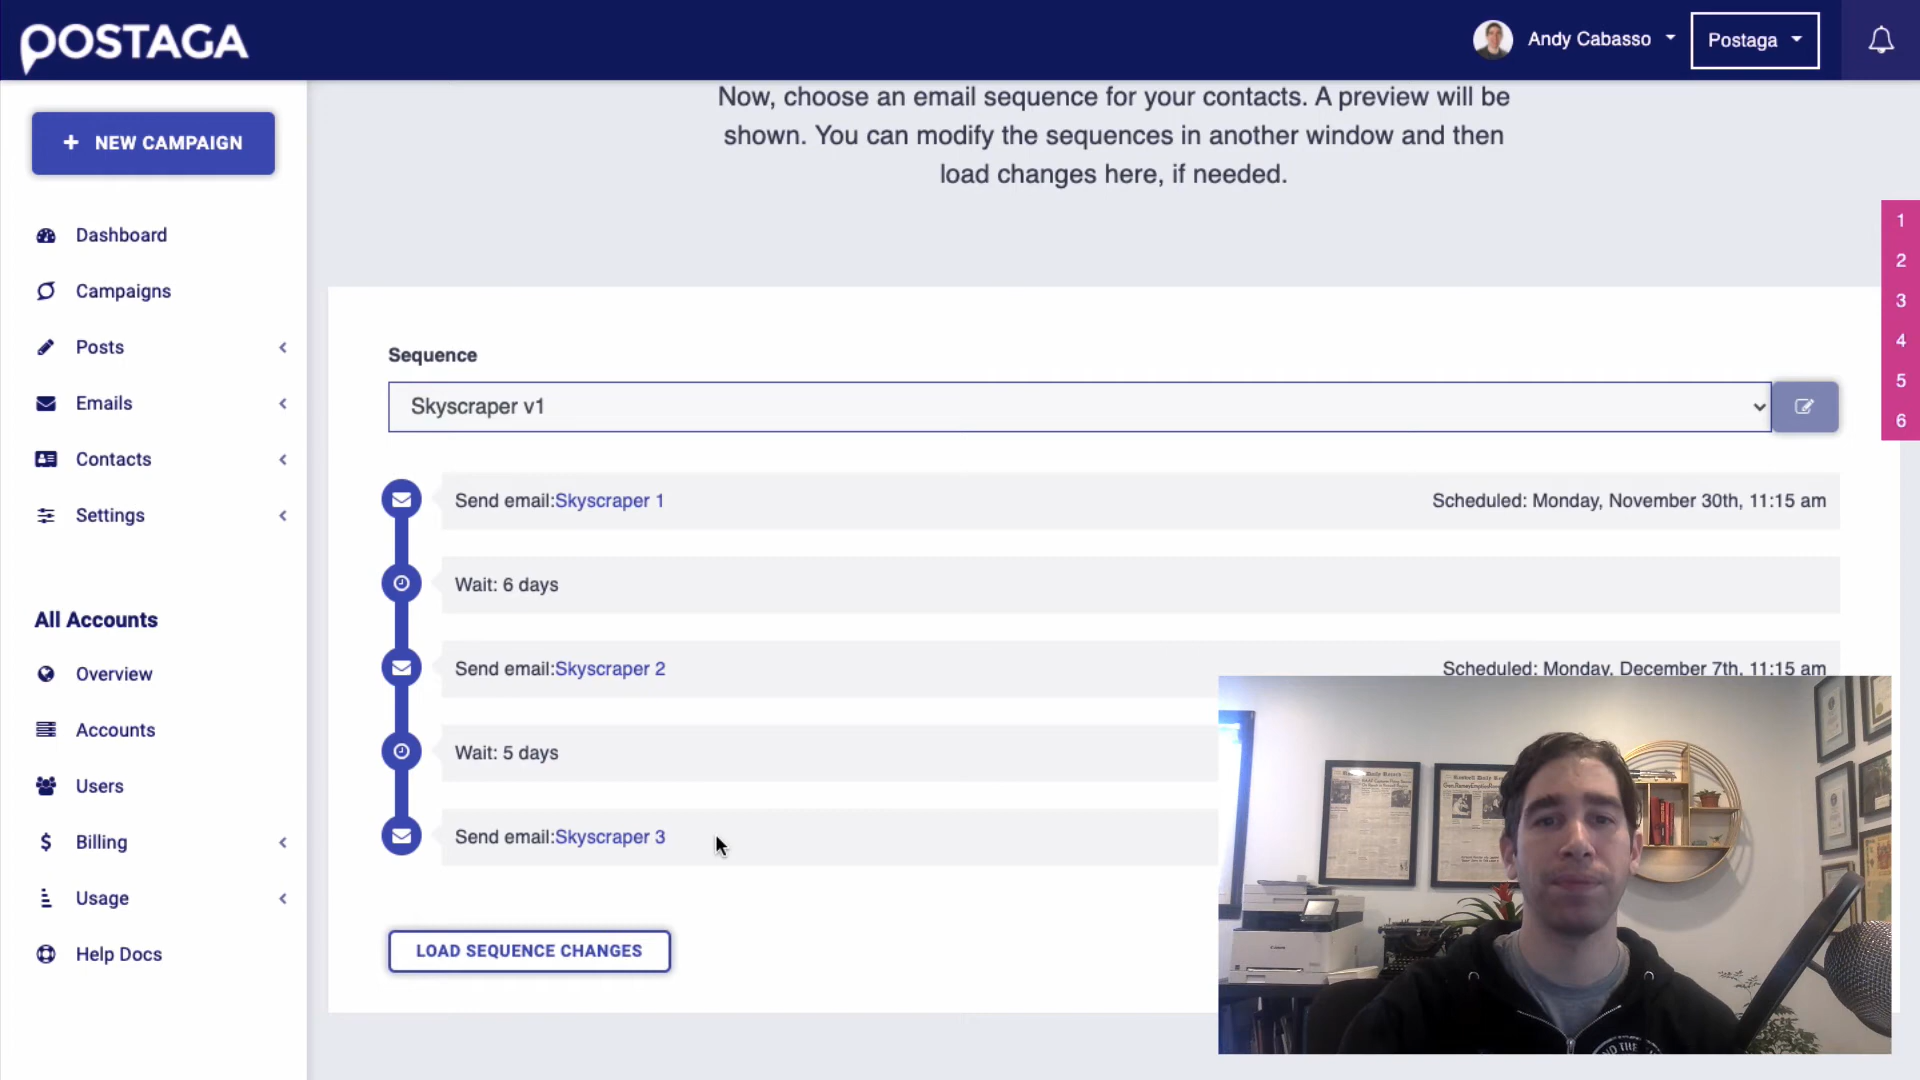 POSTAGA
Andy Cabasso
Postaga
NEW CAMPAIGN
Dashboard
Campaigns
Posts
Emails
Contacts
Settings
All Accounts
Overview
Accounts
Users
Billing
Usage
Help Docs
Now, choose an email sequence for your contacts. A preview will be
shown. You can modify the sequences in another window and then
load changes here, if needed.
Sequence
Skyscraper v1
Send email:Skyscraper 1 Scheduled: Monday, November 30th, 11:15 am
Wait: 6 days
Send email:Skyscraper 2 Scheduled: Monday, December 7th, 11:15 am
Wait: 5 days
Send email:Skyscraper 3
LOAD SEQUENCE CHANGES
1
2
3
4
5
6
Roswell Daily Record
Canon